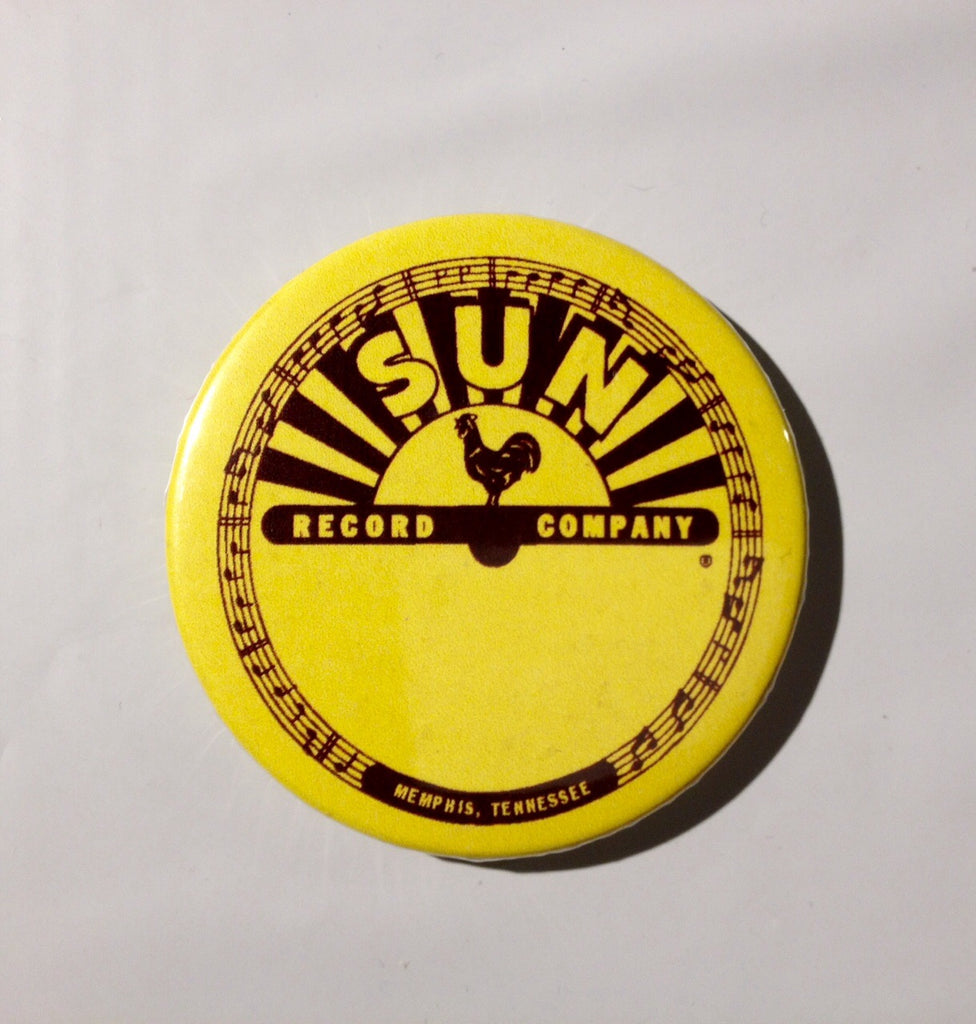 SUN
RECORD COMPANY
®
MEMPHIS, TENNESSEE